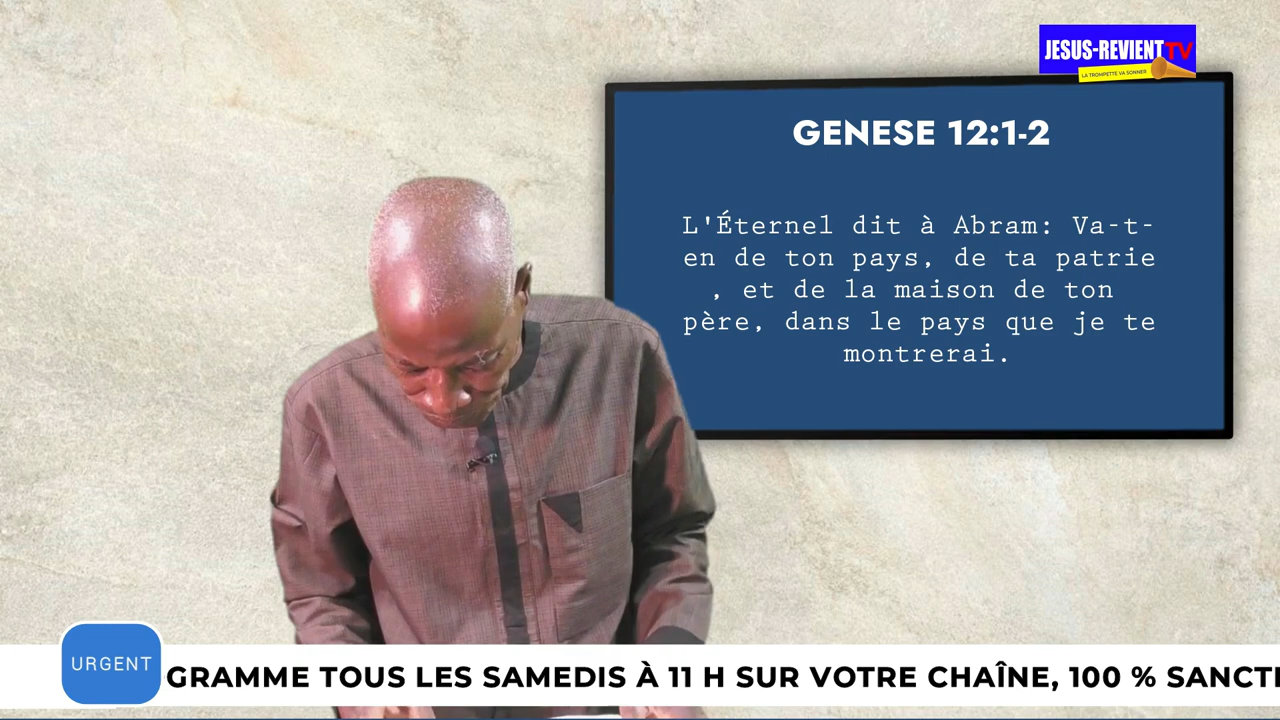 JESUS-REVIENT TV
LA TROMPETTE VA SONNER
GENESE 12:1-2
L'Éternel dit à Abram: Va-t-
en de ton pays, de ta patrie
, et de la maison de ton
père, dans le pays que je te
montrerai.
URGENT
GRAMME TOUS LES SAMEDIS À 11 H SUR VOTRE CHAÎNE, 100 % SANCTI